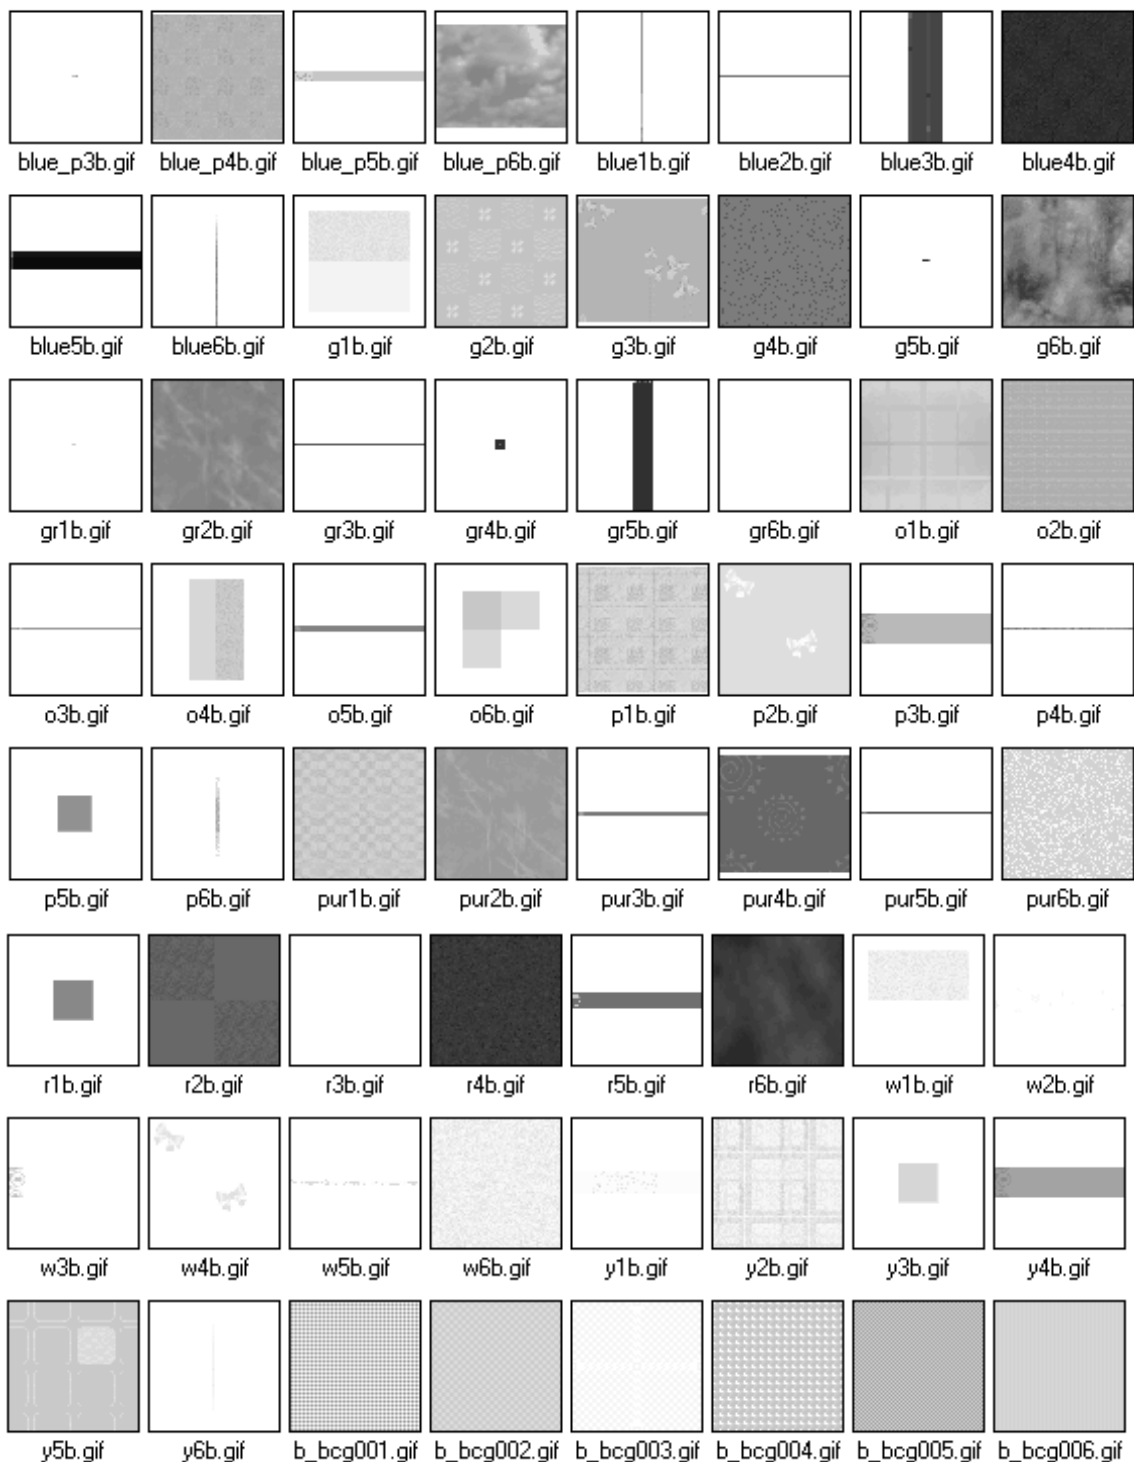 blue_p3b.gif blue_p4b.gif blue_p5b.gif blue_p6b.gif blue1b.gif blue2b.gif blue3b.gif blue4b.gif
blue5b.gif blue6b.gif g1b.gif g2b.gif g3b.gif g4b.gif g5b.gif g6b.gif
gr1b.gif gr2b.gif gr3b.gif gr4b.gif gr5b.gif gr6b.gif o1b.gif o2b.gif
o3b.gif o4b.gif o5b.gif o6b.gif p1b.gif p2b.gif p3b.gif p4b.gif
p5b.gif p6b.gif pur1b.gif pur2b.gif pur3b.gif pur4b.gif pur5b.gif pur6b.gif
r1b.gif r2b.gif r3b.gif r4b.gif r5b.gif r6b.gif w1b.gif w2b.gif
w3b.gif w4b.gif w5b.gif w6b.gif y1b.gif y2b.gif y3b.gif y4b.gif
y5b.gif y6b.gif b_bcg001.gif b_bcg002.gif b_bcg003.gif b_bcg004.gif b_bcg005.gif b_bcg006.gif